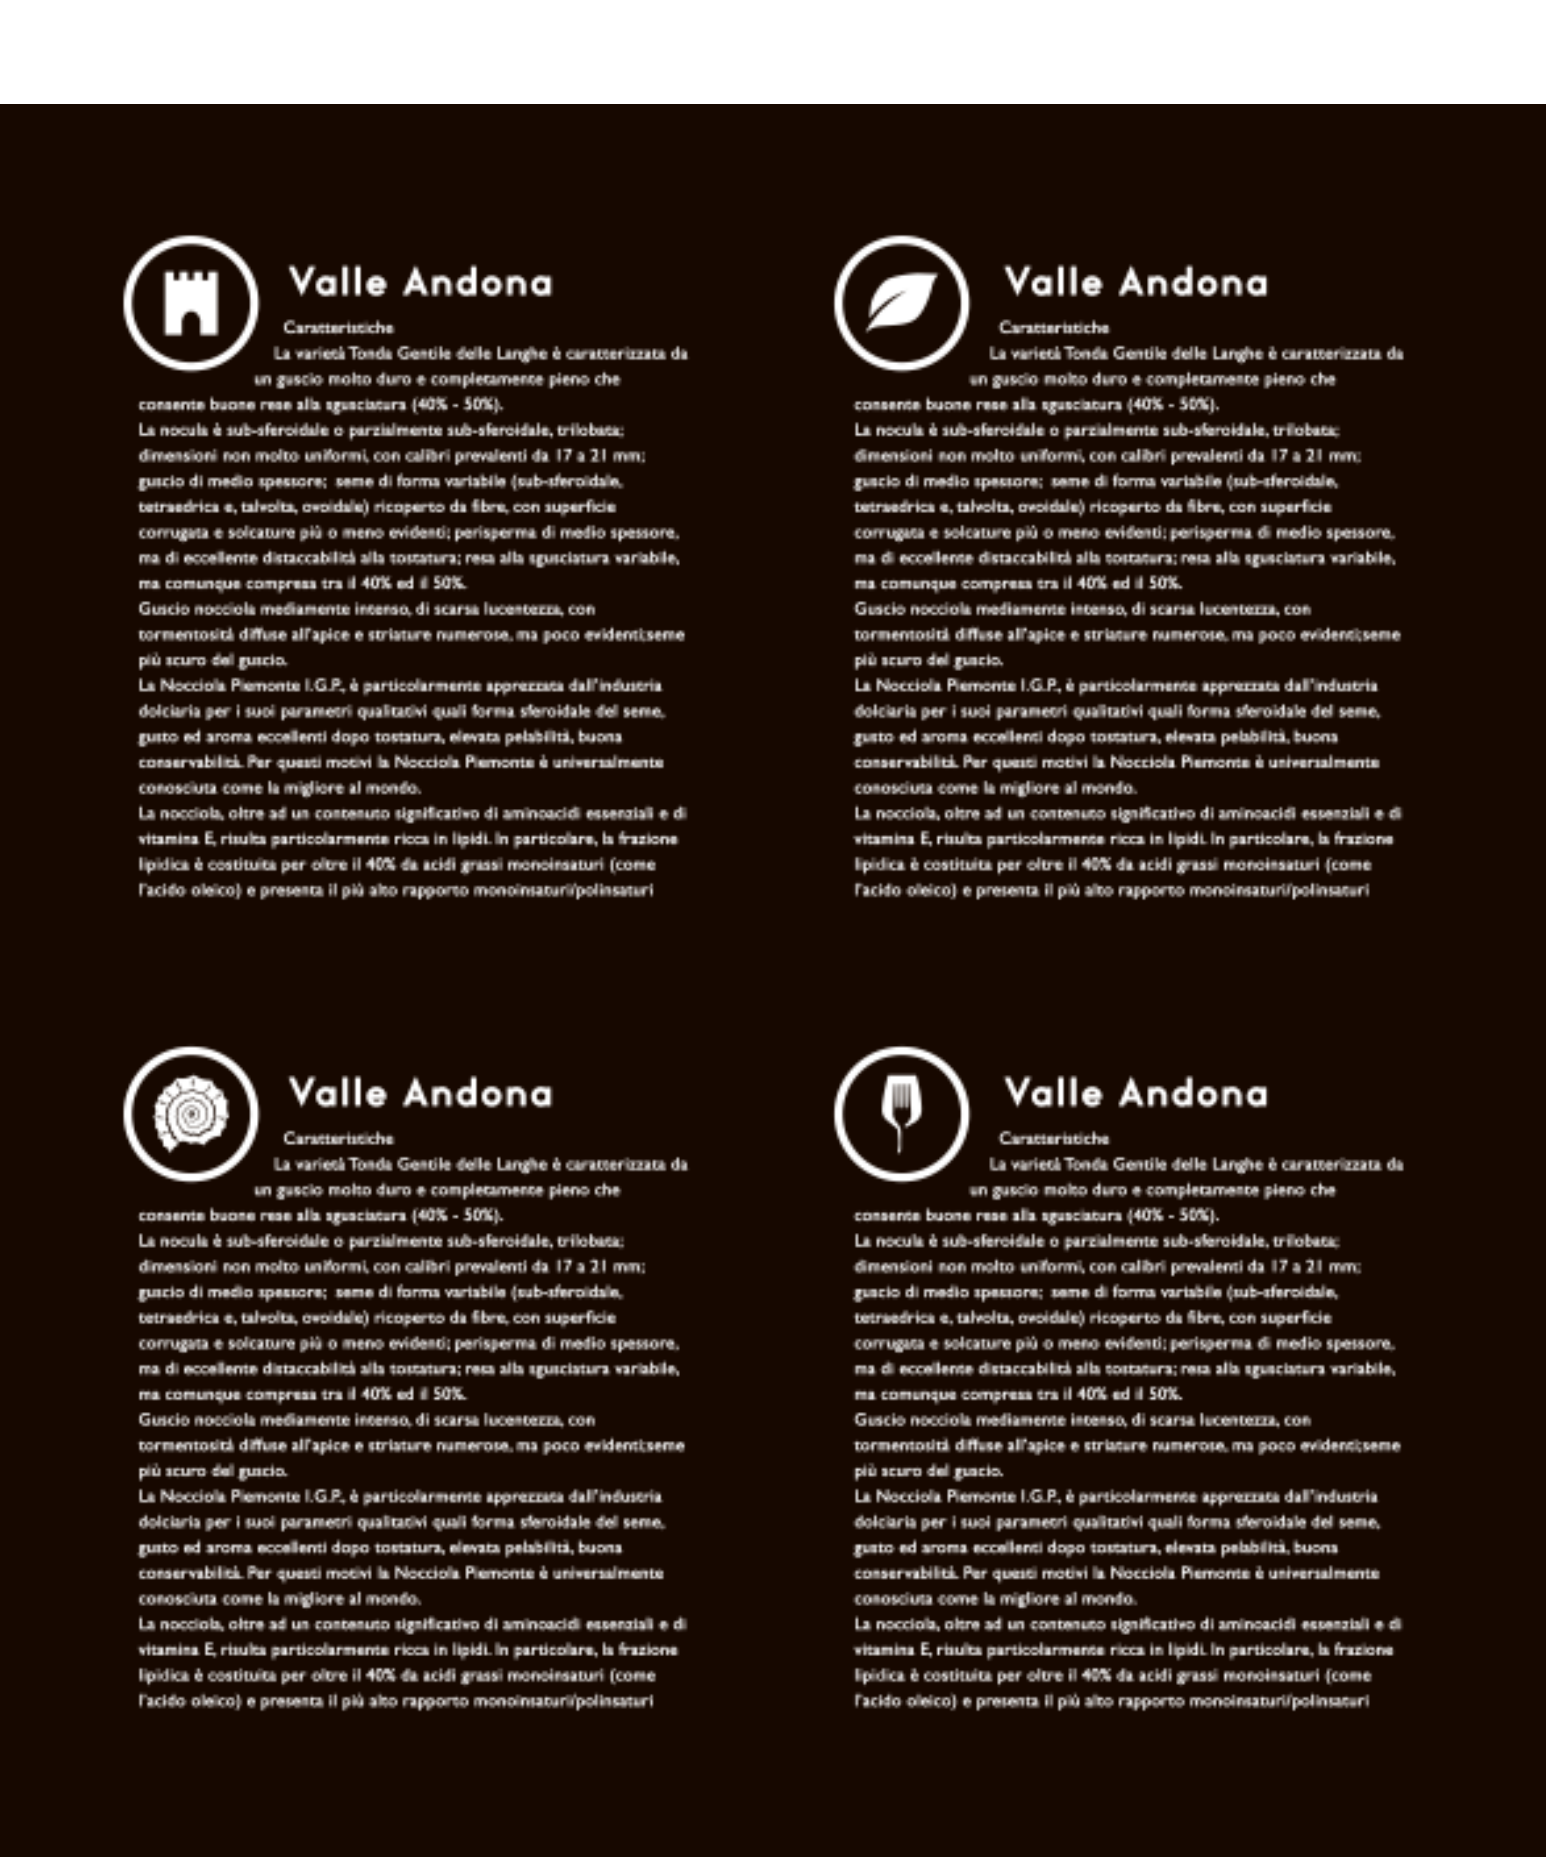 Valle Andona
Caratteristiche
La varietà Tonda Gentile delle Langhe è caratterizzata da
un guscio molto duro e completamente pieno che
consente buone rese alla sgusciatura (40% - 50%).
La nocula è sub-sferoidale o parzialmente sub-sferoidale, trilobata;
dimensioni non molto uniformi, con calibri prevalenti da 17 a 21 mm;
guscio di medio spessore; seme di forma variabile (sub-sferoidale,
tetraedrica e, talvolta, ovoidale) ricoperto da fibre, con superficie
corrugata e solcature più o meno evidenti; perisperma di medio spessore,
ma di eccellente distaccabilità alla tostatura; resa alla sgusciatura variabile,
ma comunque compresa tra il 40% ed il 50%.
Guscio nocciola mediamente intenso, di scarsa lucentezza, con
tormentosità diffuse all'apice e striature numerose, ma poco evidenti;seme
più scuro del guscio.
La Nocciola Piemonte I.G.P., è particolarmente apprezzata dall'industria
dolciaria per i suoi parametri qualitativi quali forma sferoidale del seme,
gusto ed aroma eccellenti dopo tostatura, elevata pelabilità, buona
conservabilità. Per questi motivi la Nocciola Piemonte è universalmente
conosciuta come la migliore al mondo.
La nocciola, oltre ad un contenuto significativo di aminoacidi essenziali e di
vitamina E, risulta particolarmente ricca in lipidi. In particolare, la frazione
lipidica è costituita per oltre il 40% da acidi grassi monoinsaturi (come
l'acido oleico) e presenta il più alto rapporto monoinsaturi/polinsaturi
Valle Andona
Caratteristiche
La varietà Tonda Gentile delle Langhe è caratterizzata da
un guscio molto duro e completamente pieno che
consente buone rese alla sgusciatura (40% - 50%).
La nocula è sub-sferoidale o parzialmente sub-sferoidale, trilobata;
dimensioni non molto uniformi, con calibri prevalenti da 17 a 21 mm;
guscio di medio spessore; seme di forma variabile (sub-sferoidale,
tetraedrica e, talvolta, ovoidale) ricoperto da fibre, con superficie
corrugata e solcature più o meno evidenti; perisperma di medio spessore,
ma di eccellente distaccabilità alla tostatura; resa alla sgusciatura variabile,
ma comunque compresa tra il 40% ed il 50%.
Guscio nocciola mediamente intenso, di scarsa lucentezza, con
tormentosità diffuse all'apice e striature numerose, ma poco evidenti;seme
più scuro del guscio.
La Nocciola Piemonte I.G.P., è particolarmente apprezzata dall'industria
dolciaria per i suoi parametri qualitativi quali forma sferoidale del seme,
gusto ed aroma eccellenti dopo tostatura, elevata pelabilità, buona
conservabilità. Per questi motivi la Nocciola Piemonte è universalmente
conosciuta come la migliore al mondo.
La nocciola, oltre ad un contenuto significativo di aminoacidi essenziali e di
vitamina E, risulta particolarmente ricca in lipidi. In particolare, la frazione
lipidica è costituita per oltre il 40% da acidi grassi monoinsaturi (come
l'acido oleico) e presenta il più alto rapporto monoinsaturi/polinsaturi
Valle Andona
Caratteristiche
La varietà Tonda Gentile delle Langhe è caratterizzata da
un guscio molto duro e completamente pieno che
consente buone rese alla sgusciatura (40% - 50%).
La nocula è sub-sferoidale o parzialmente sub-sferoidale, trilobata;
dimensioni non molto uniformi, con calibri prevalenti da 17 a 21 mm;
guscio di medio spessore; seme di forma variabile (sub-sferoidale,
tetraedrica e, talvolta, ovoidale) ricoperto da fibre, con superficie
corrugata e solcature più o meno evidenti; perisperma di medio spessore,
ma di eccellente distaccabilità alla tostatura; resa alla sgusciatura variabile,
ma comunque compresa tra il 40% ed il 50%.
Guscio nocciola mediamente intenso, di scarsa lucentezza, con
tormentosità diffuse all'apice e striature numerose, ma poco evidenti;seme
più scuro del guscio.
La Nocciola Piemonte I.G.P., è particolarmente apprezzata dall'industria
dolciaria per i suoi parametri qualitativi quali forma sferoidale del seme,
gusto ed aroma eccellenti dopo tostatura, elevata pelabilità, buona
conservabilità. Per questi motivi la Nocciola Piemonte è universalmente
conosciuta come la migliore al mondo.
La nocciola, oltre ad un contenuto significativo di aminoacidi essenziali e di
vitamina E, risulta particolarmente ricca in lipidi. In particolare, la frazione
lipidica è costituita per oltre il 40% da acidi grassi monoinsaturi (come
l'acido oleico) e presenta il più alto rapporto monoinsaturi/polinsaturi
Valle Andona
Caratteristiche
La varietà Tonda Gentile delle Langhe è caratterizzata da
un guscio molto duro e completamente pieno che
consente buone rese alla sgusciatura (40% - 50%).
La nocula è sub-sferoidale o parzialmente sub-sferoidale, trilobata;
dimensioni non molto uniformi, con calibri prevalenti da 17 a 21 mm;
guscio di medio spessore; seme di forma variabile (sub-sferoidale,
tetraedrica e, talvolta, ovoidale) ricoperto da fibre, con superficie
corrugata e solcature più o meno evidenti; perisperma di medio spessore,
ma di eccellente distaccabilità alla tostatura; resa alla sgusciatura variabile,
ma comunque compresa tra il 40% ed il 50%.
Guscio nocciola mediamente intenso, di scarsa lucentezza, con
tormentosità diffuse all'apice e striature numerose, ma poco evidenti;seme
più scuro del guscio.
La Nocciola Piemonte I.G.P., è particolarmente apprezzata dall'industria
dolciaria per i suoi parametri qualitativi quali forma sferoidale del seme,
gusto ed aroma eccellenti dopo tostatura, elevata pelabilità, buona
conservabilità. Per questi motivi la Nocciola Piemonte è universalmente
conosciuta come la migliore al mondo.
La nocciola, oltre ad un contenuto significativo di aminoacidi essenziali e di
vitamina E, risulta particolarmente ricca in lipidi. In particolare, la frazione
lipidica è costituita per oltre il 40% da acidi grassi monoinsaturi (come
l'acido oleico) e presenta il più alto rapporto monoinsaturi/polinsaturi